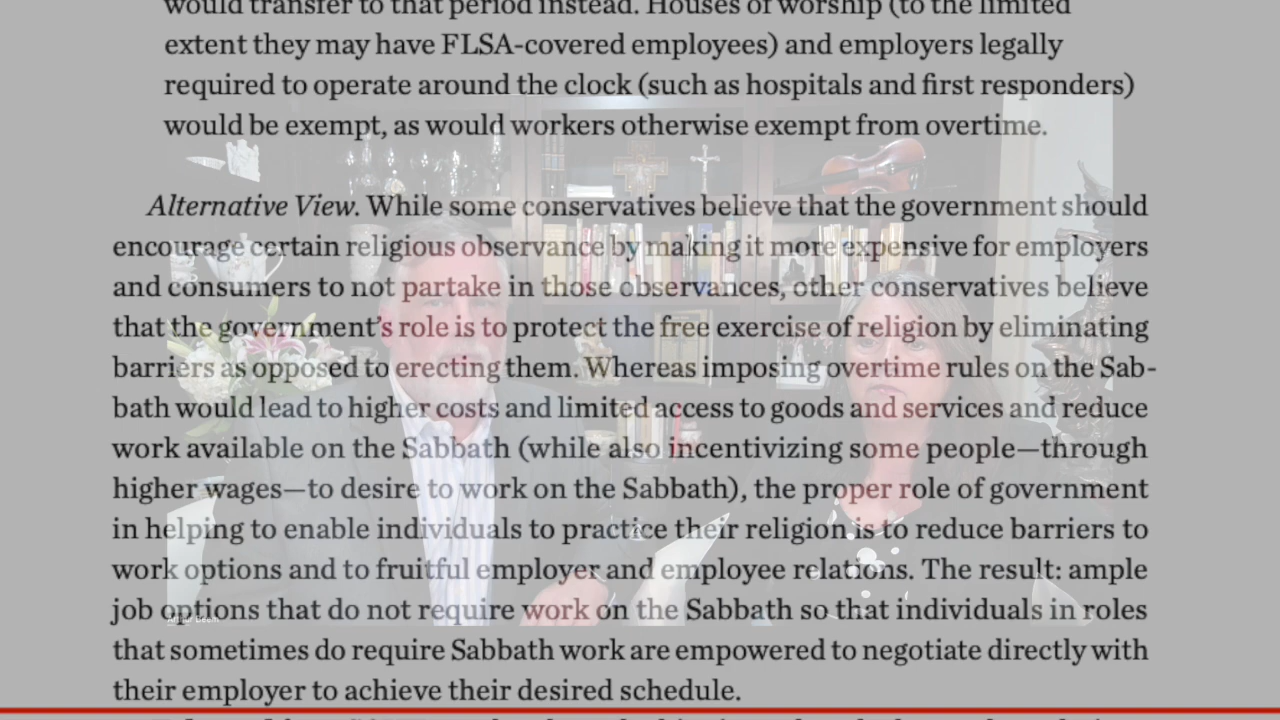 would transfer to that period instead. Houses of worship (to the limited
extent they may have FLSA-covered employees) and employers legally
required to operate around the clock (such as hospitals and first responders)
would be exempt, as would workers otherwise exempt from overtime.
Alternative View. While some conservatives believe that the government should
encourage certain religious observance by making it more expensive for employers
and consumers to not partake in those observances, other conservatives believe
that the government’s role is to protect the free exercise of religion by eliminating
barriers as opposed to erecting them. Whereas imposing overtime rules on the Sab-
bath would lead to higher costs and limited access to goods and services and reduce
work available on the Sabbath (while also incentivizing some people—through
higher wages—to desire to work on the Sabbath), the proper role of government
in helping to enable individuals to practice their religion is to reduce barriers to
work options and to fruitful employer and employee relations. The result: ample
job options that do not require work on the Sabbath so that individuals in roles
that sometimes do require Sabbath work are empowered to negotiate directly with
their employer to achieve their desired schedule.